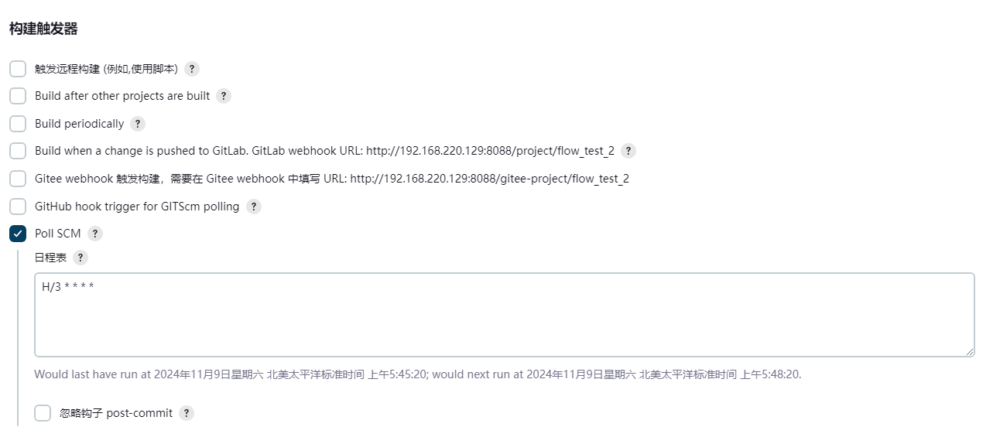 构建触发器
触发远程构建 (例如,使用脚本) ?
Build after other projects are built ?
Build periodically ?
Build when a change is pushed to GitLab. GitLab webhook URL: http://192.168.220.129:8088/project/flow_test_2 ?
Gitee webhook 触发构建，需要在 Gitee webhook 中填写 URL: http://192.168.220.129:8088/gitee-project/flow_test_2
GitHub hook trigger for GITScm polling ?
Poll SCM ?
日程表 ?
H/3 * * * *
Would last have run at 2024年11月9日星期六 北美太平洋标准时间 上午5:45:20; would next run at 2024年11月9日星期六 北美太平洋标准时间 上午5:48:20.
忽略钩子 post-commit ?